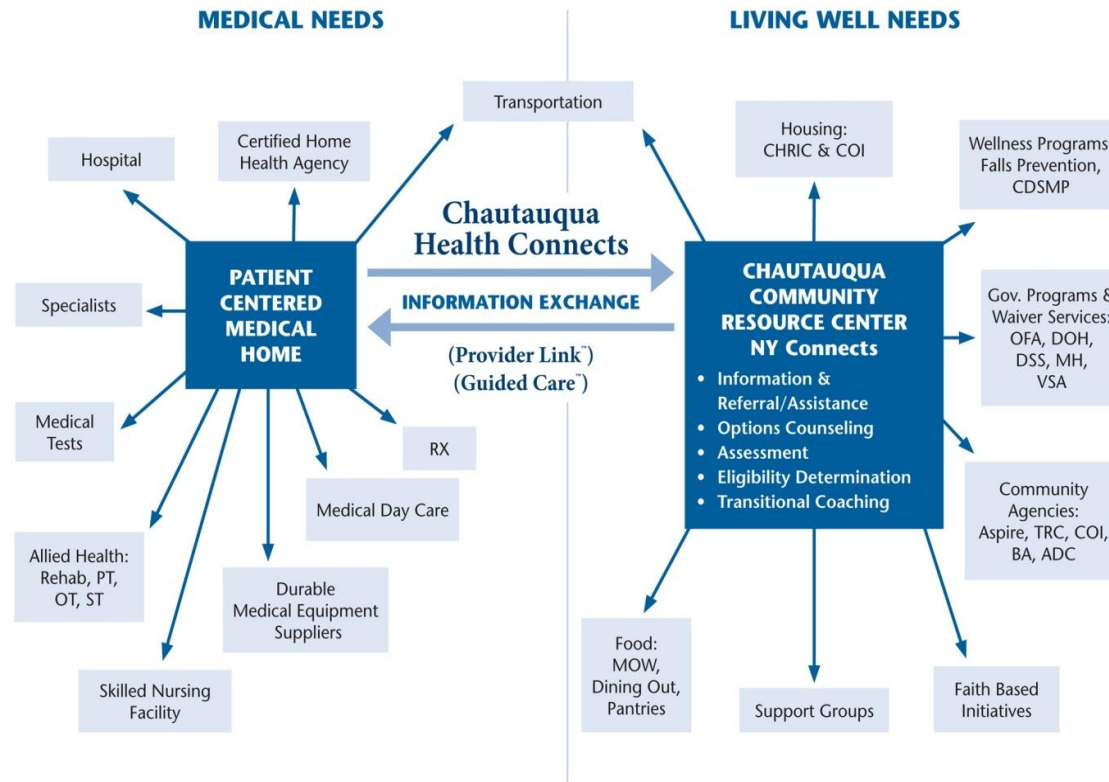 MEDICAL NEEDS
LIVING WELL NEEDS
Transportation
Hospital
Certified Home
Health Agency
Housing:
CHRIC & COI
Wellness Programs
Falls Prevention,
CDSMP
Chautauqua
Health Connects
INFORMATION EXCHANGE
(Provider Link™)
(Guided Care™)
PATIENT
CENTERED
MEDICAL
HOME
CHAUTAUQUA
COMMUNITY
RESOURCE CENTER
NY Connects
• Information &
Referral/Assistance
• Options Counseling
• Assessment
• Eligibility Determination
• Transitional Coaching
Specialists
Gov. Programs &
Waiver Services:
OFA, DOH,
DSS, MH,
VSA
Medical
Tests
RX
Medical Day Care
Community
Agencies:
Aspire, TRC, COI,
BA, ADC
Allied Health:
Rehab, PT,
OT, ST
Durable
Medical Equipment
Suppliers
Skilled Nursing
Facility
Food:
MOW,
Dining Out,
Pantries
Support Groups
Faith Based
Initiatives